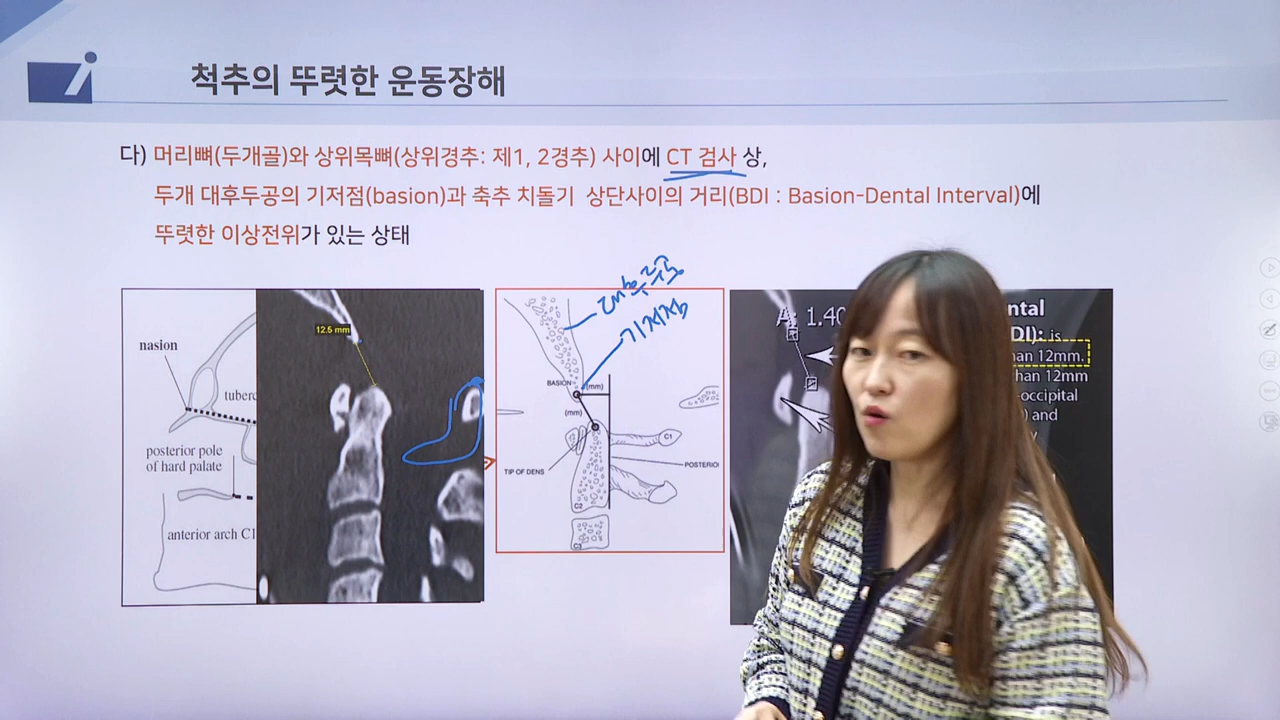 척추의 뚜렷한 운동장해
다) 머리뼈(두개골)와 상위목뼈(상위경추: 제1, 2경추) 사이에 CT 검사 상,
두개 대후두공의 기저점(basion)과 축추 치돌기 상단사이의 거리(BDI : Basion-Dental Interval)에
뚜렷한 이상전위가 있는 상태
대후두공
기저점
nasion
posterior pole
of hard palate
anterior arch C1
12.5 mm
BASION
(mm)
(mm)
TIP OF DENS
C1
C2
C3
A: 1.40
is
han 12mm.
han 12mm
-occipital
) and